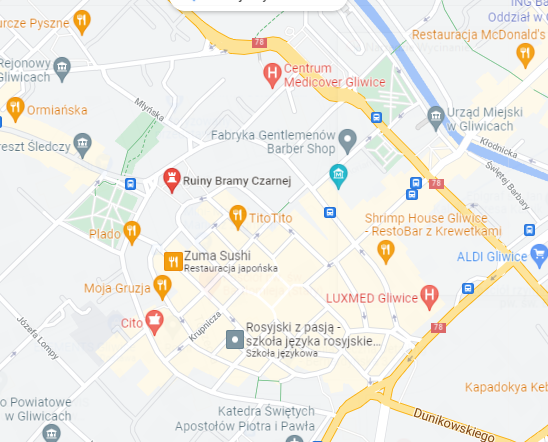 ING Ba
Oddział w G
urcze Pyszne
Restauracja McDonald's
78
Rejonowy
Gliwicach
Centrum
Medicover Gliwice
Ormiańska
Młyńska
Urząd Miejski
w Gliwicach
Fabryka Gentlemenów
Barber Shop
reszt Śledczy
Kłodnicka
Świętej Barbary
Ruiny Bramy Czarnej
78
TitoTito
Shrimp House Gliwice
- RestoBar z Krewetkami
Plado
Zuma Sushi
Restauracja japońska
ALDI Gliwice
Moja Gruzja
LUXMED Gliwice
Cito
Krupnicza
Rosyjski z pasją -
szkoła języka rosyjskie...
Szkoła językowa
78
Józefa Lompy
Kapadokya Keb
o Powiatowe
w Gliwicach
Katedra Świętych
Apostołów Piotra i Pawła
Dunikowskiego